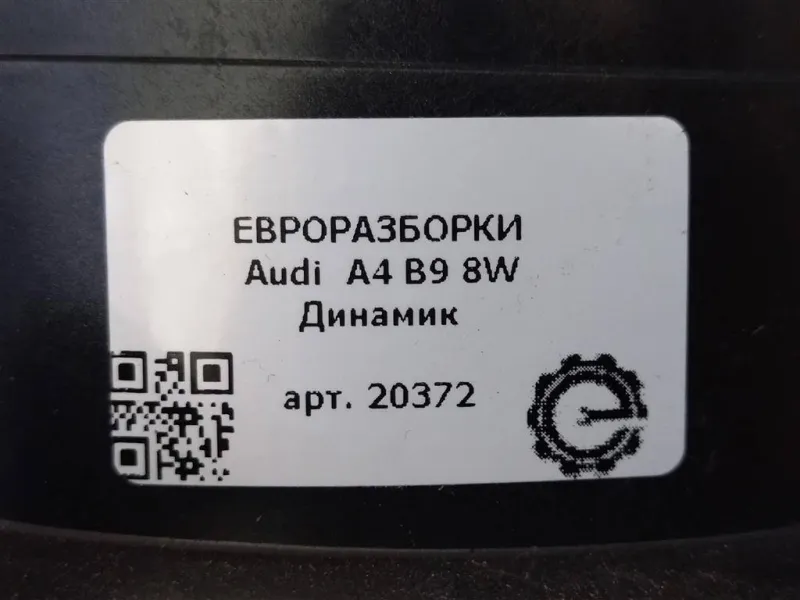 ЕВРОРАЗБОРКИ
Audi A4 B9 8W
Динамик
арт. 20372